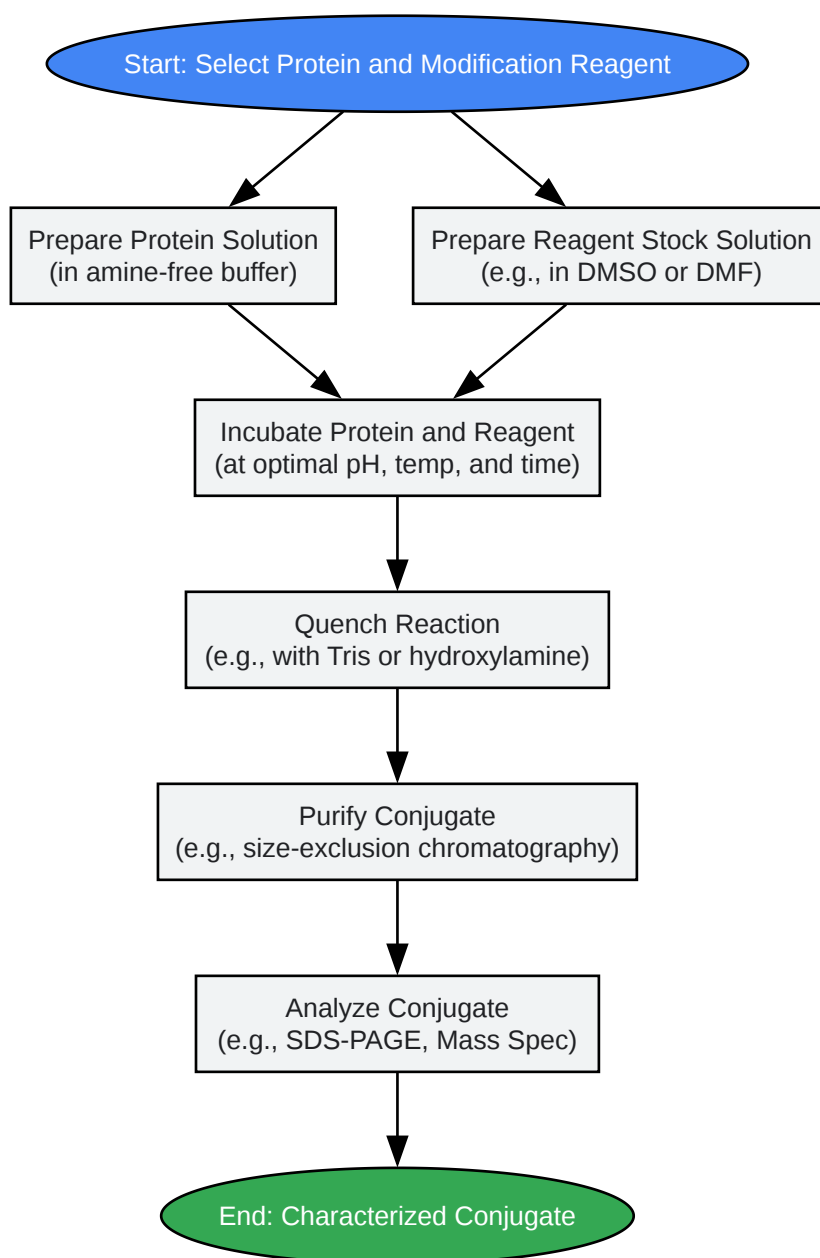 Start: Select Protein and Modification Reagent
Prepare Protein Solution
(in amine-free buffer)
Prepare Reagent Stock Solution
(e.g., in DMSO or DMF)
Incubate Protein and Reagent
(at optimal pH, temp, and time)
Quench Reaction
(e.g., with Tris or hydroxylamine)
Purify Conjugate
(e.g., size-exclusion chromatography)
Analyze Conjugate
(e.g., SDS-PAGE, Mass Spec)
End: Characterized Conjugate